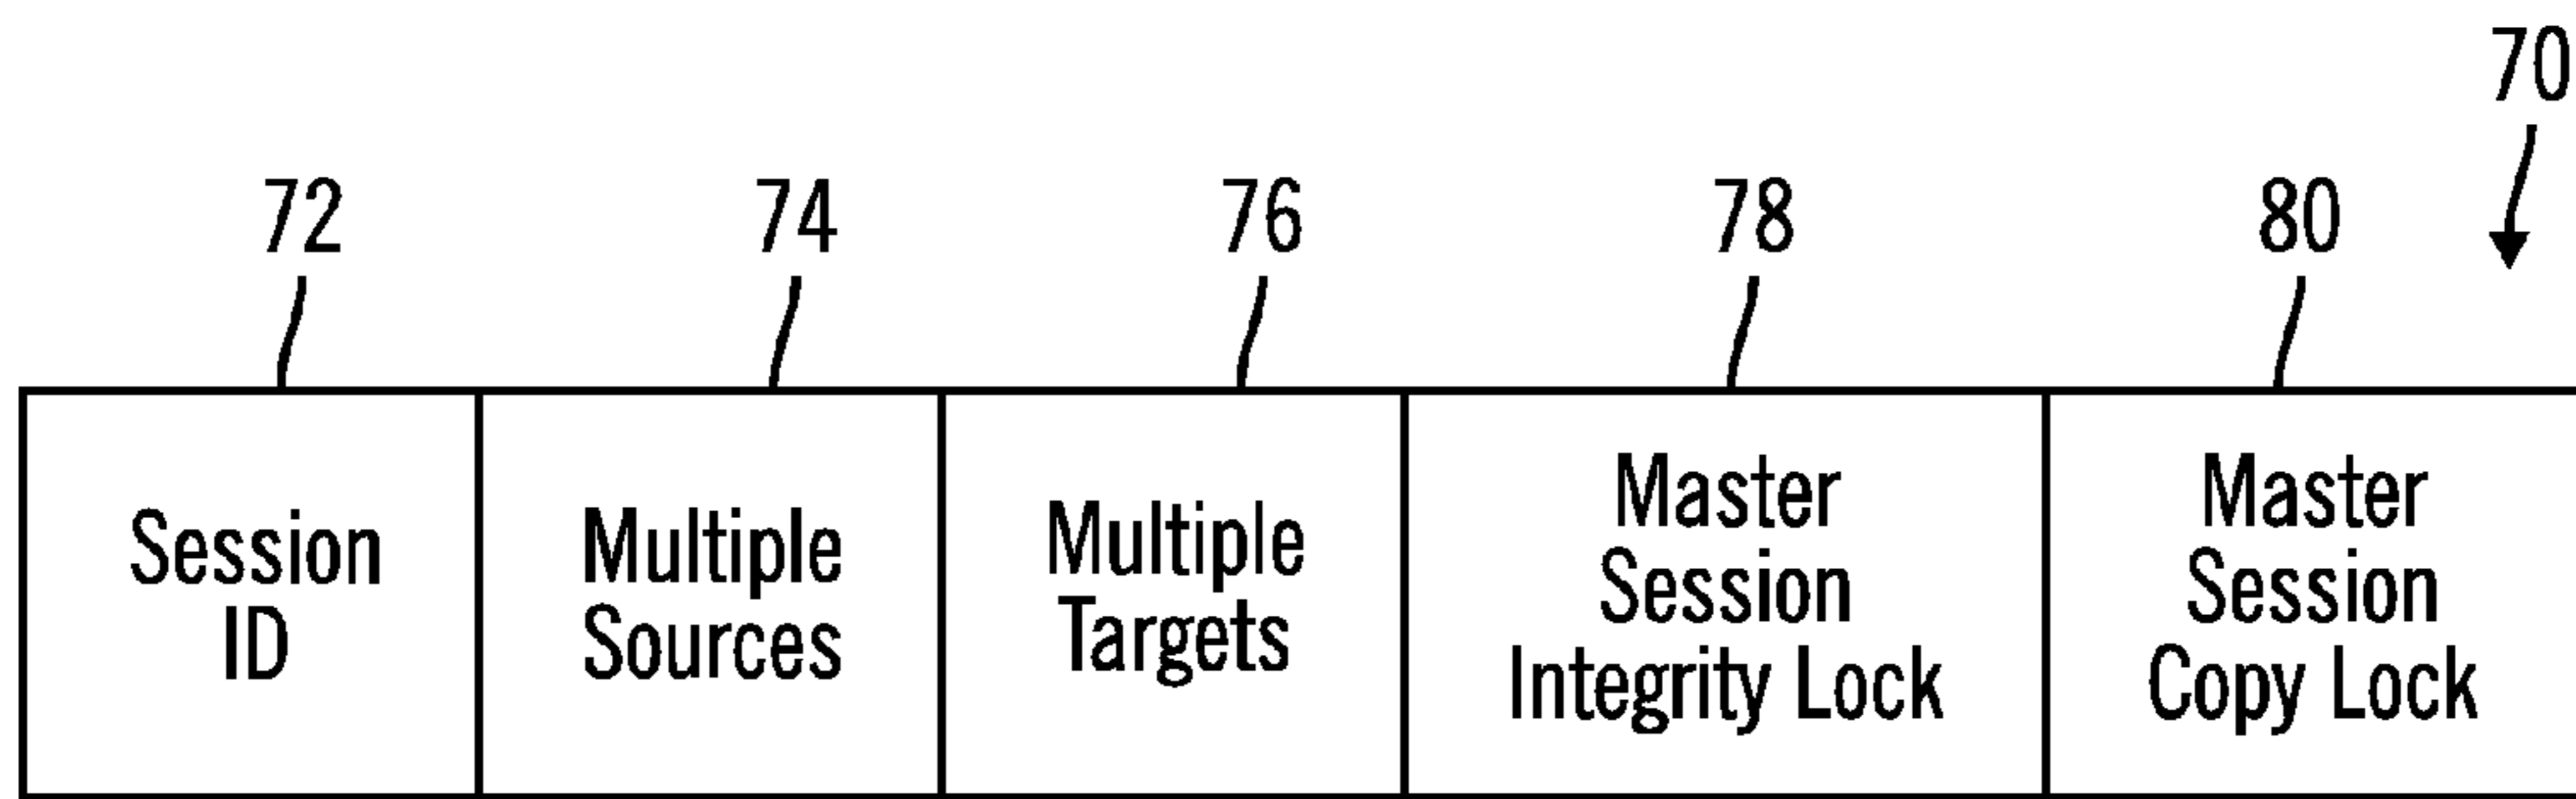 70
72
74
76
78
80
Session
ID
Multiple
Sources
Multiple
Targets
Master
Session
Integrity Lock
Master
Session
Copy Lock